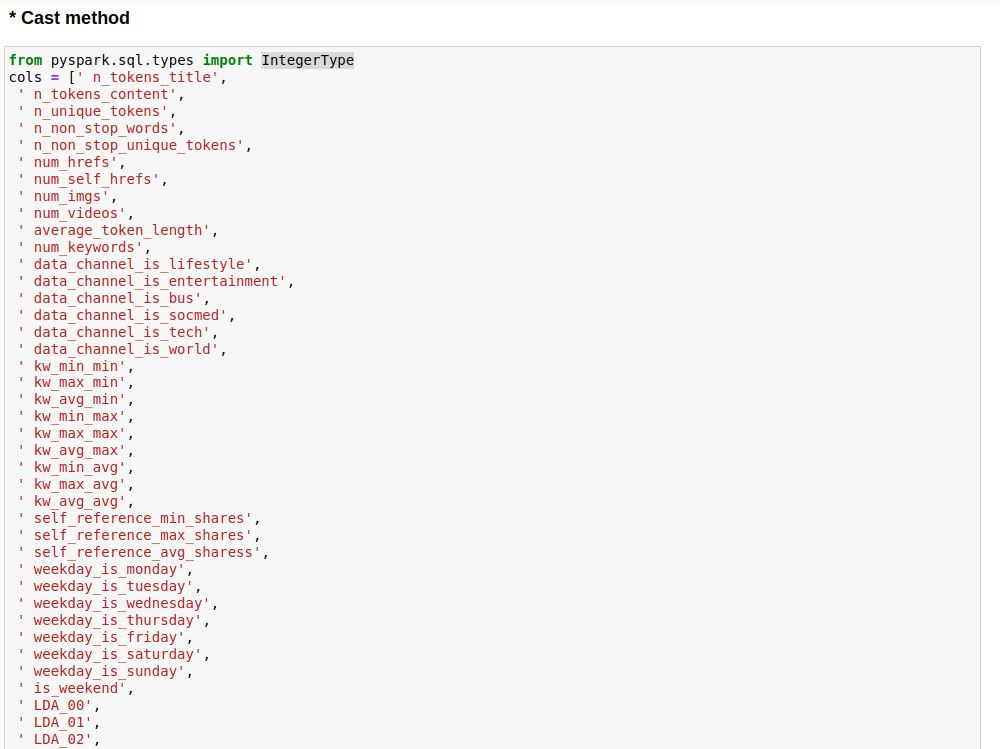 * Cast method
from pyspark.sql.types import IntegerType
cols = [' n_tokens_title',
 ' n_tokens_content',
 ' n_unique_tokens',
 ' n_non_stop_words',
 ' n_non_stop_unique_tokens',
 ' num_hrefs',
 ' num_self_hrefs',
 ' num_imgs',
 ' num_videos',
 ' average_token_length',
 ' num_keywords',
 ' data_channel_is_lifestyle',
 ' data_channel_is_entertainment',
 ' data_channel_is_bus',
 ' data_channel_is_socmed',
 ' data_channel_is_tech',
 ' data_channel_is_world',
 ' kw_min_min',
 ' kw_max_min',
 ' kw_avg_min',
 ' kw_min_max',
 ' kw_max_max',
 ' kw_avg_max',
 ' kw_min_avg',
 ' kw_max_avg',
 ' kw_avg_avg',
 ' self_reference_min_shares',
 ' self_reference_max_shares',
 ' self_reference_avg_sharess',
 ' weekday_is_monday',
 ' weekday_is_tuesday',
 ' weekday_is_wednesday',
 ' weekday_is_thursday',
 ' weekday_is_friday',
 ' weekday_is_saturday',
 ' weekday_is_sunday',
 ' is_weekend',
 ' LDA_00',
 ' LDA_01',
 ' LDA_02',